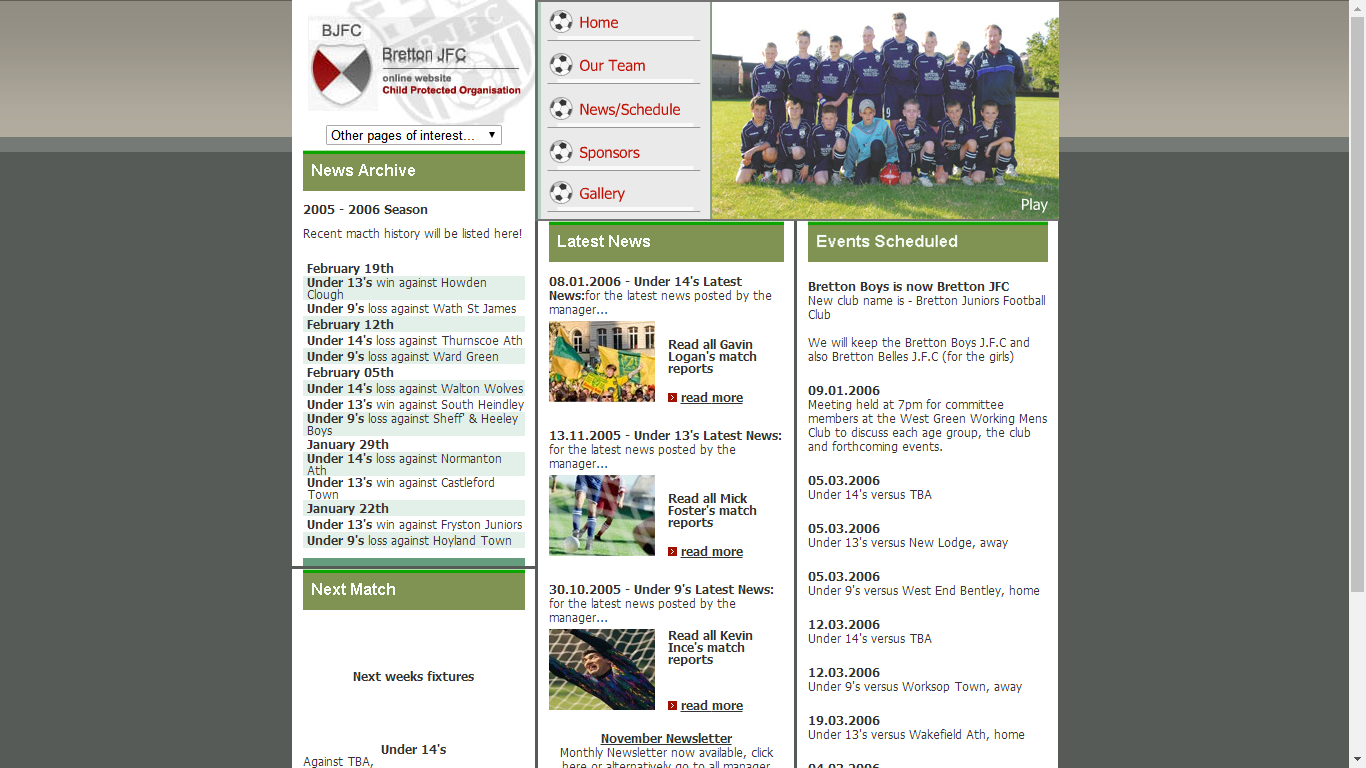 BJFC
Bretton JFC
online website
Child Protected Organisation
Other pages of interest...
Home
Our Team
News/Schedule
Sponsors
Gallery
Play
News Archive
2005 - 2006 Season
Recent macth history will be listed here!
February 19th
Under 13's win against Howden
Clough
Under 9's loss against Wath St James
February 12th
Under 14's loss against Thurnscoe Ath
Under 9's loss against Ward Green
February 05th
Under 14's loss against Walton Wolves
Under 13's win against South Heindley
Under 9's loss against Sheff' & Heeley
Boys
January 29th
Under 14's loss against Normanton
Ath
Under 13's win against Castleford
Town
January 22th
Under 13's win against Fryston Juniors
Under 9's loss against Hoyland Town
Next Match
Next weeks fixtures
Under 14's
Against TBA,
Latest News
08.01.2006 - Under 14's Latest
News:for the latest news posted by the
manager...
Read all Gavin
Logan's match
reports
read more
13.11.2005 - Under 13's Latest News:
for the latest news posted by the
manager...
Read all Mick
Foster's match
reports
read more
30.10.2005 - Under 9's Latest News:
for the latest news posted by the
manager...
Read all Kevin
Ince's match
reports
read more
November Newsletter
Monthly Newsletter now available, click
here or alternatively go to all manager
Events Scheduled
Bretton Boys is now Bretton JFC
New club name is - Bretton Juniors Football
Club
We will keep the Bretton Boys J.F.C and
also Bretton Belles J.F.C (for the girls)
09.01.2006
Meeting held at 7pm for committee
members at the West Green Working Mens
Club to discuss each age group, the club
and forthcoming events.
05.03.2006
Under 14's versus TBA
05.03.2006
Under 13's versus New Lodge, away
05.03.2006
Under 9's versus West End Bentley, home
12.03.2006
Under 14's versus TBA
12.03.2006
Under 9's versus Worksop Town, away
19.03.2006
Under 13's versus Wakefield Ath, home